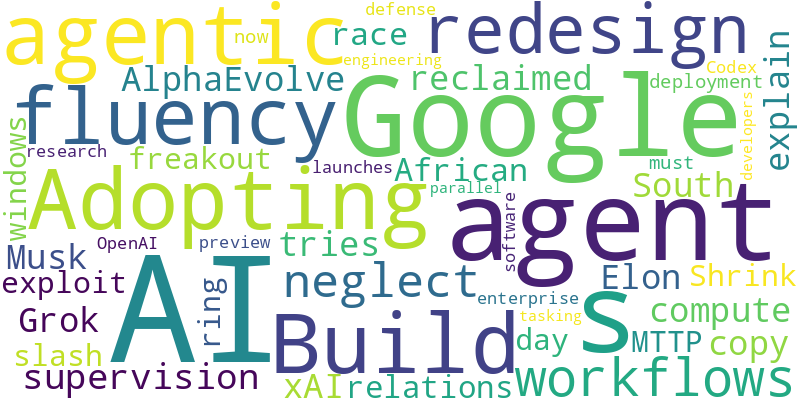 agentic
now
defense
race
engineering
redesign
AlphaEvolve
reclaimed
Codex
deployment
explain
fluency
Google
windows
research
freakout
launches
African
must
developers
Adopting
parallel
South
agent
software
Musk
OpenAI
preview
tries
exploit
AI
ring
neglect
Elon
Shrink
enterprise
s
Grok
Build
tasking
compute
slash
day
MTTP
copy
supervision
xAI
relations
workflows